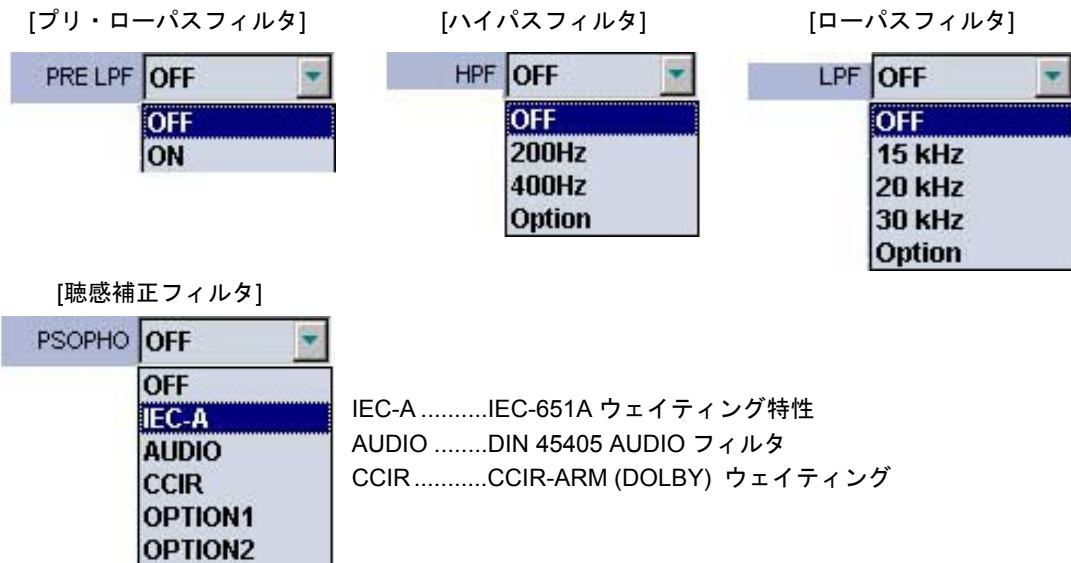 [プリ・ローパスフィルタ] [ハイパスフィルタ] [ローパスフィルタ]
PRE LPF OFF
OFF
ON
HPF OFF
OFF
200Hz
400Hz
Option
LPF OFF
OFF
15 kHz
20 kHz
30 kHz
Option
[聴感補正フィルタ]
PSOPHO OFF
OFF
IEC-A
AUDIO
CCIR
OPTION1
OPTION2
IEC-A ..........IEC-651A ウェイティング特性
AUDIO ........DIN 45405 AUDIO フィルタ
CCIR...........CCIR-ARM (DOLBY) ウェイティング